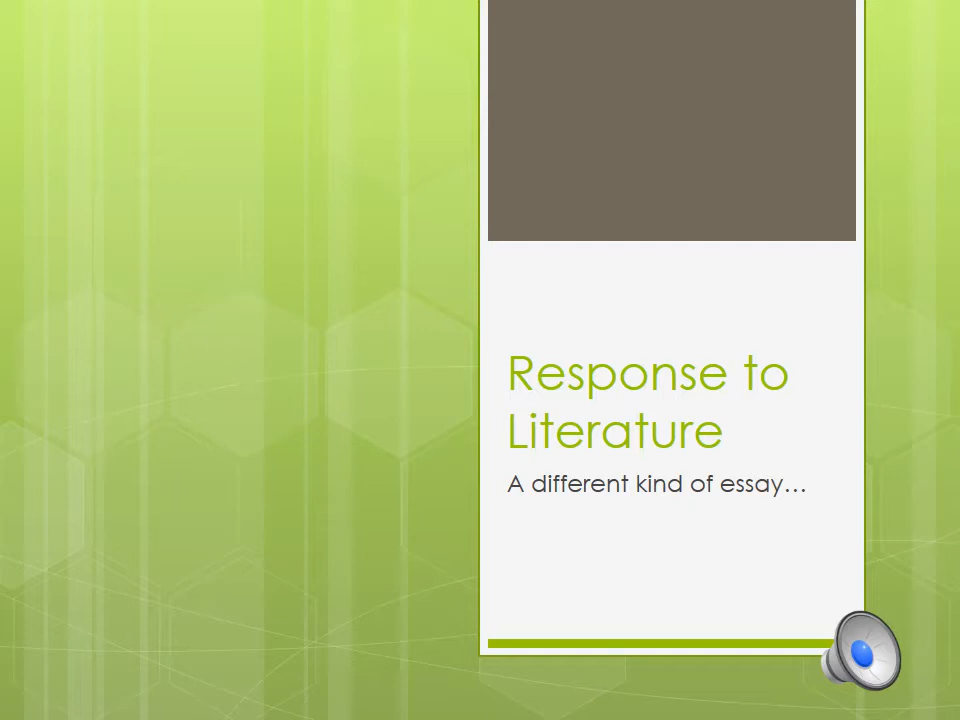 Response to
Literature
A different kind of essay…